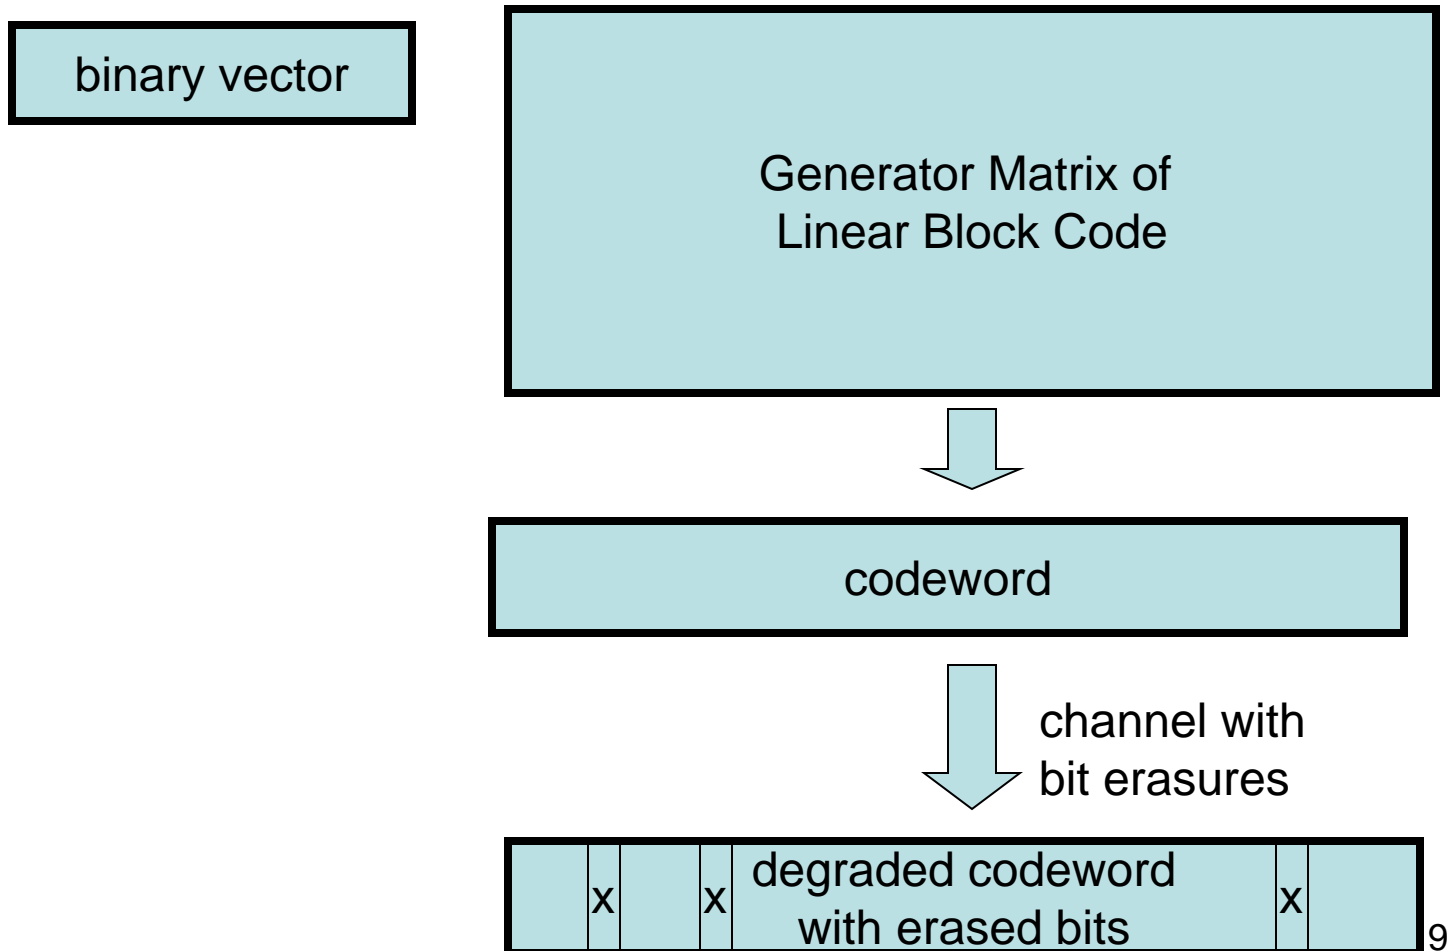 binary vector
Generator Matrix of
Linear Block Code
codeword
channel with
bit erasures
x x degraded codeword x
with erased bits
9